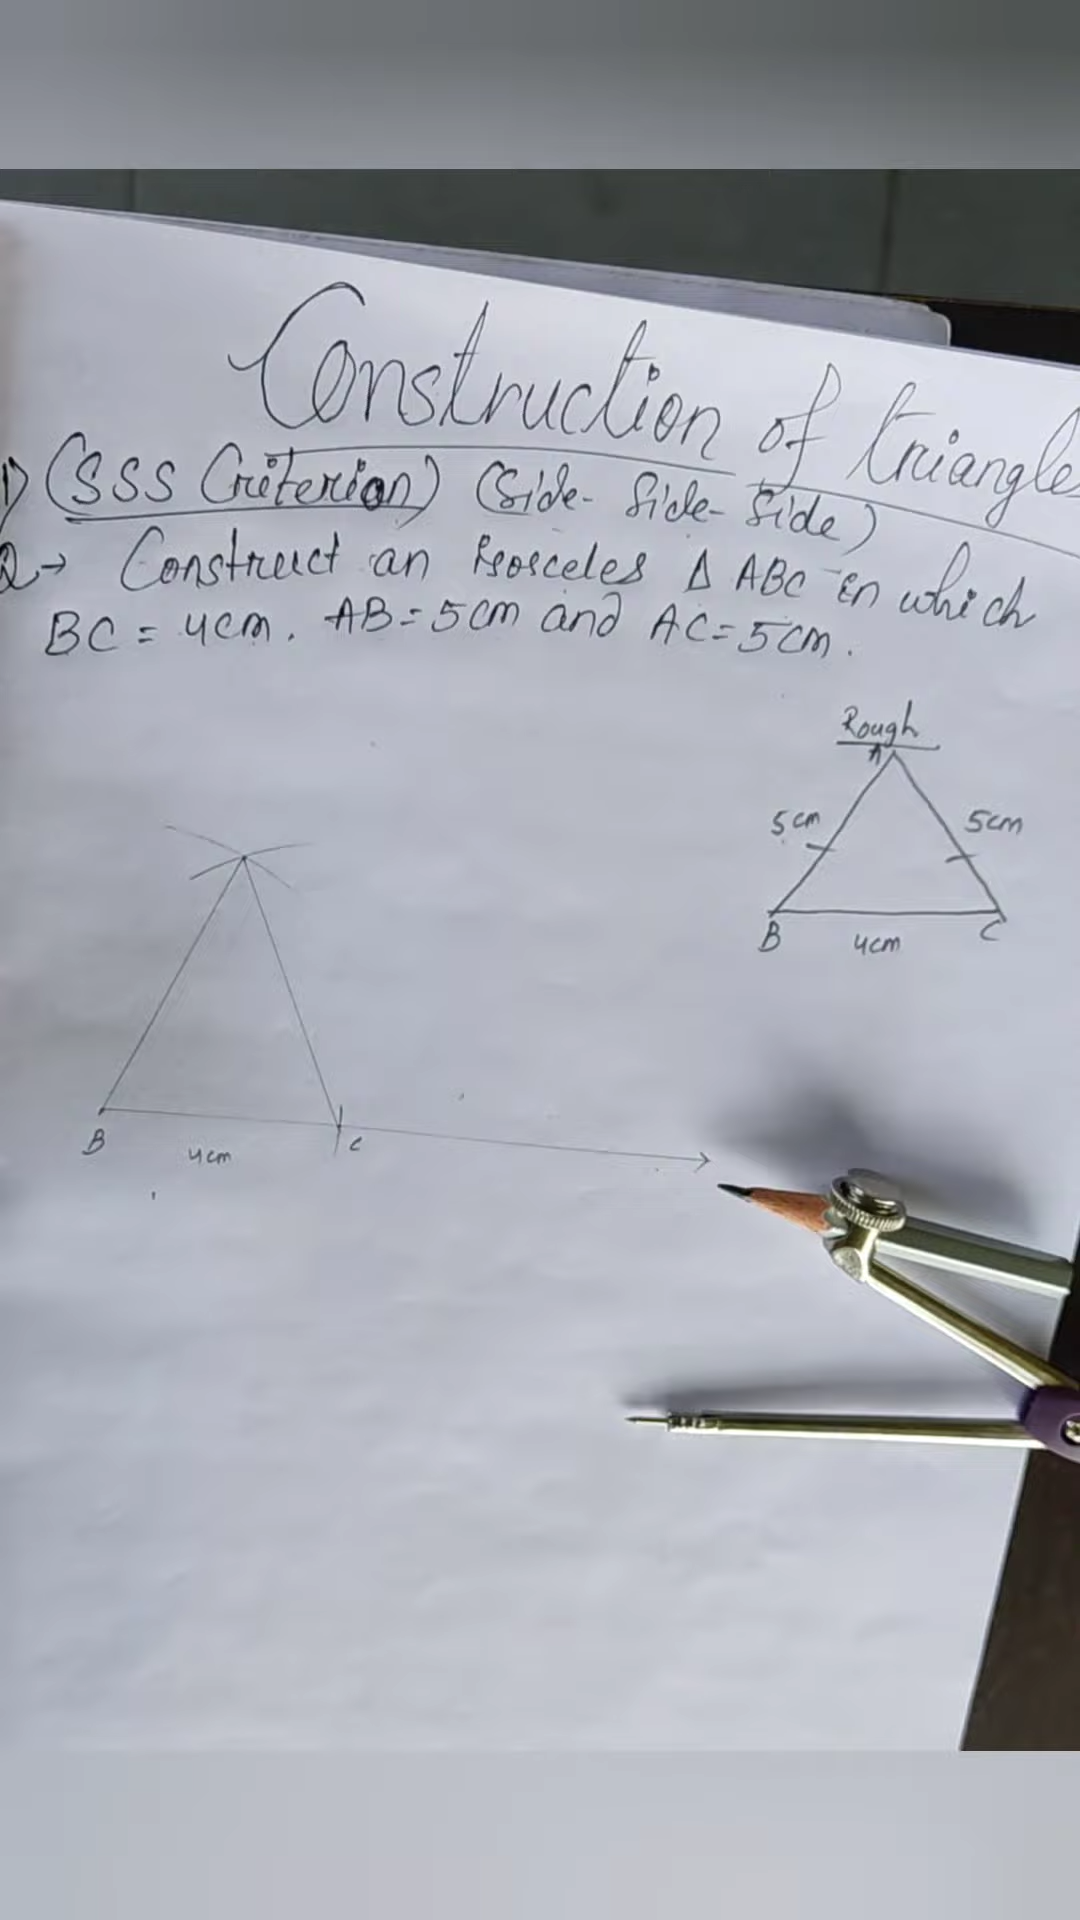 Construction of triangles
1) (SSS Criterion) (Side- Side- Side)
Q→ Construct an Isosceles Δ ABC in which
BC = 4cm. AB = 5cm and AC = 5cm.
Rough
A
5cm 5cm
B 4cm C
B 4cm C